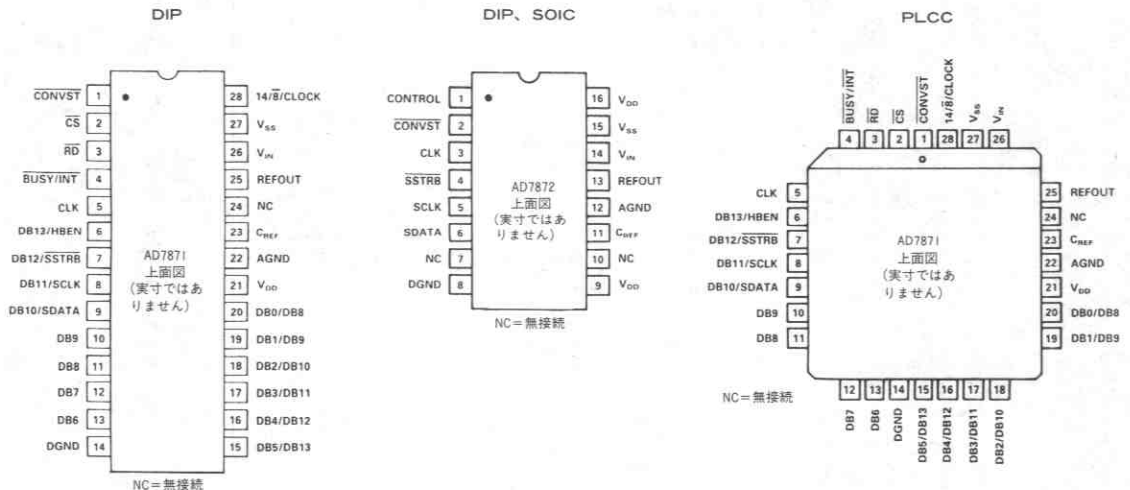 DIP
CONVST 1
CS 2
RD 3
BUSY/INT 4
CLK 5
DB13/HBEN 6
DB12/SSTRB 7
DB11/SCLK 8
DB10/SDATA 9
DB9 10
DB8 11
DB7 12
DB6 13
DGND 14
AD7871
上面図
(実寸ではあ
りません)
28 14/8/CLOCK
27 VSS
26 VIN
25 REFOUT
24 NC
23 CREF
22 AGND
21 VDD
20 DB0/DB8
19 DB1/DB9
18 DB2/DB10
17 DB3/DB11
16 DB4/DB12
15 DB5/DB13
NC=無接続
DIP、SOIC
CONTROL 1
CONVST 2
CLK 3
SSTRB 4
SCLK 5
SDATA 6
NC 7
DGND 8
AD7872
上面図
(実寸ではあ
りません)
16 VDD
15 VSS
14 VIN
13 REFOUT
12 AGND
11 CREF
10 NC
9 VDD
NC=無接続
PLCC
BUSY/INT
RD
CS
CONVST
14/8/CLOCK
VSS
VIN
4 3 2 1 28 27 26
CLK 5
DB13/HBEN 6
DB12/SSTRB 7
DB11/SCLK 8
DB10/SDATA 9
DB9 10
DB8 11
AD7871
上面図
(実寸ではあ
りません)
25 REFOUT
24 NC
23 CREF
22 AGND
21 VDD
20 DB0/DB8
19 DB1/DB9
NC=無接続
12 13 14 15 16 17 18
DB7
DB6
DGND
DB5/DB13
DB4/DB12
DB3/DB11
DB2/DB10